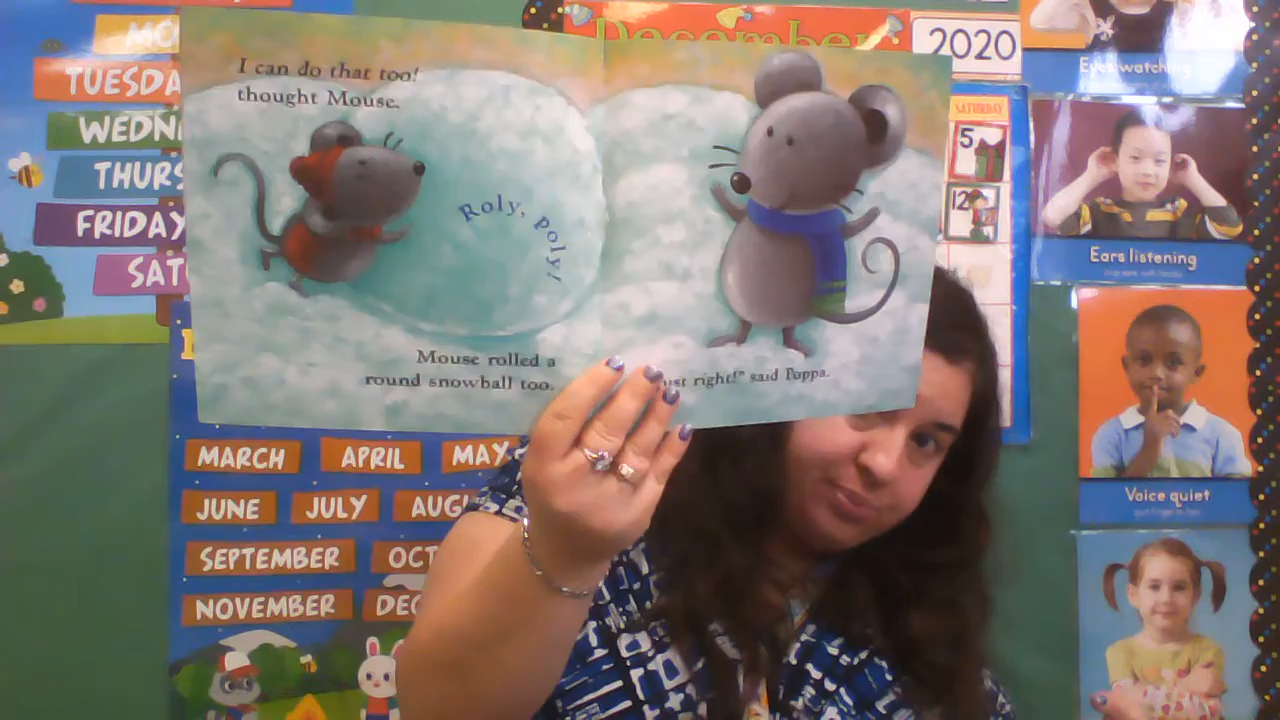 I can do that too!
thought Mouse.
Roly, poly!
Mouse rolled a
round snowball too.
right!" said Poppa.
December
2020
SATURDAY
5
12
TUESDA
WEDN
THURS
FRIDAY
SAT
MARCH APRIL MAY
JUNE JULY AUGU
SEPTEMBER OCT
NOVEMBER DEC
Eyes watching
Ears listening
Voice quiet